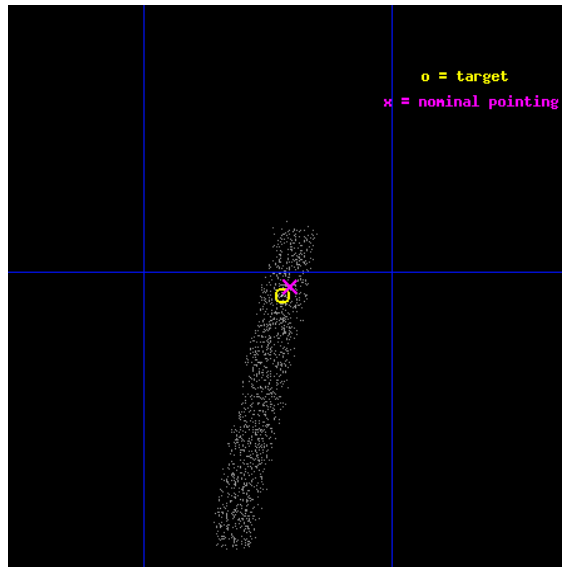 o = target
x = nominal pointing